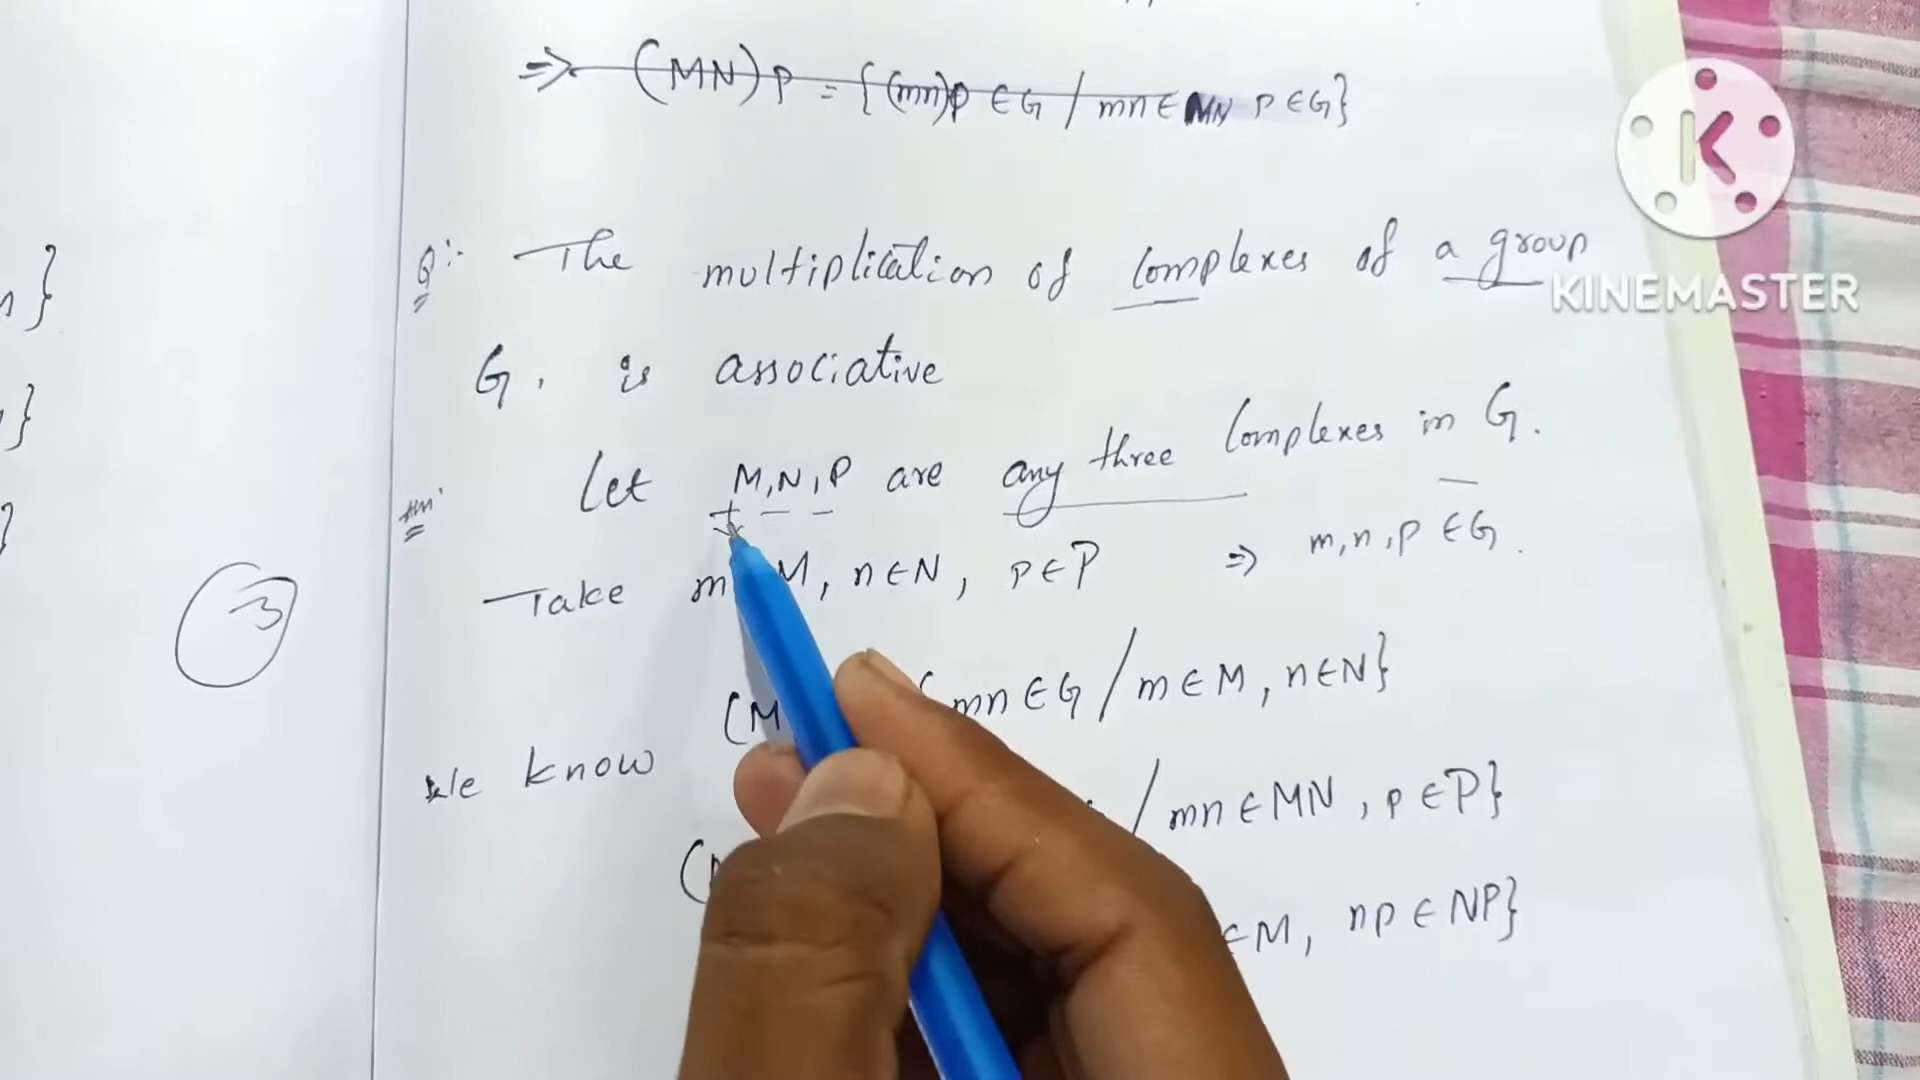 ⇒ (MN)P = {(mn)p ∈ G / mn ∈ MN p ∈ G}
Q:- The multiplication of complexes of a group
KINEMASTER
G, is associative
Let M,N,P are any three Complexes in G.
Take m M, n∈N, p∈P ⇒ m,n,p ∈ G.
(M mn ∈ G / m ∈ M, n∈N}
We know
/ mn ∈ MN, p ∈ P}
( ∈ M, np ∈ NP}
n}
}
}
3